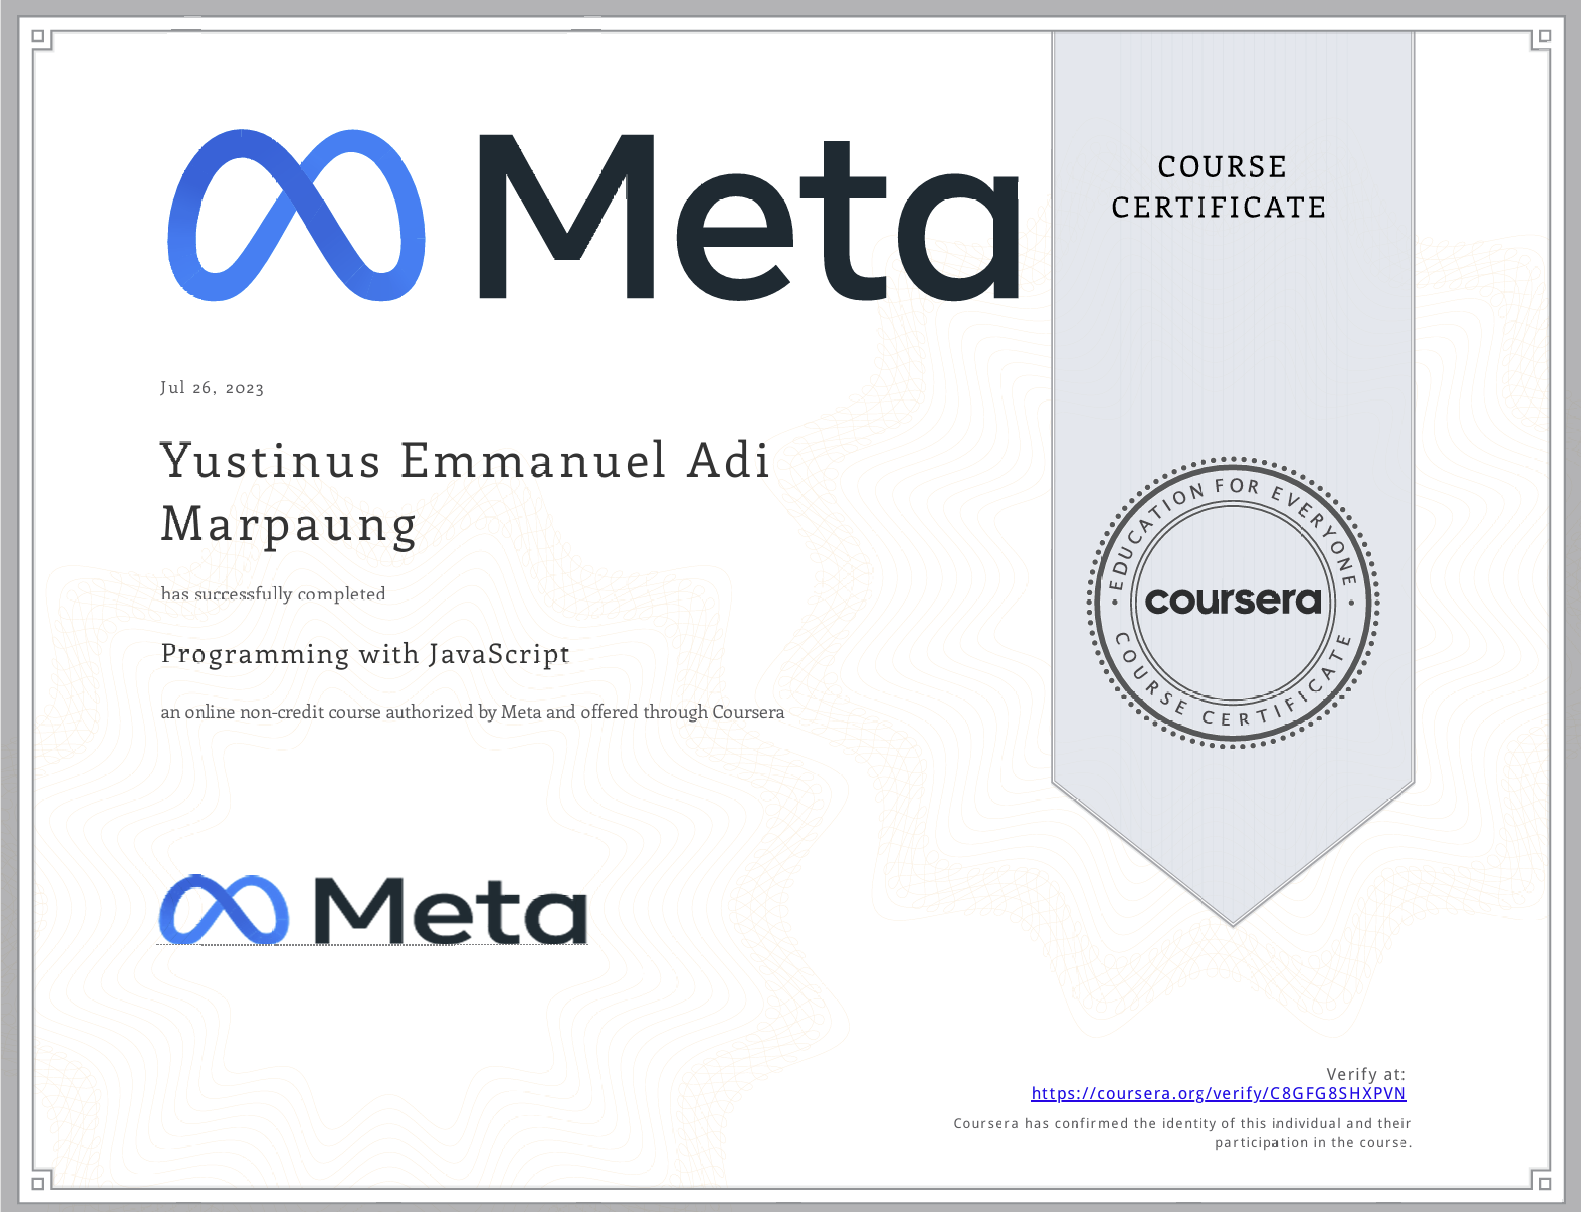 Meta
COURSE
CERTIFICATE
Jul 26, 2023
Yustinus Emmanuel Adi
Marpaung
has successfully completed
Programming with JavaScript
an online non-credit course authorized by Meta and offered through Coursera
EDUCATION FOR EVERYONE
coursera
COURSE CERTIFICATE
Meta
Verify at:
https://coursera.org/verify/C8GFG8SHXPVN
Coursera has confirmed the identity of this individual and their
participation in the course.